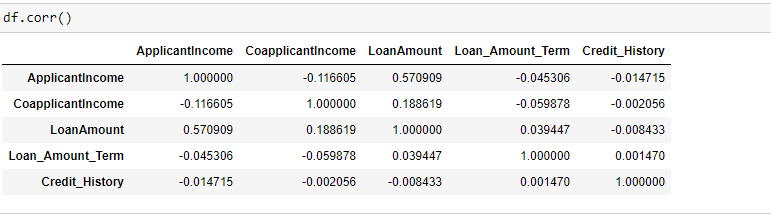 df.corr()
ApplicantIncome CoapplicantIncome LoanAmount Loan_Amount_Term Credit_History
ApplicantIncome 1.000000 -0.116605 0.570909 -0.045306 -0.014715
CoapplicantIncome -0.116605 1.000000 0.188619 -0.059878 -0.002056
LoanAmount 0.570909 0.188619 1.000000 0.039447 -0.008433
Loan_Amount_Term -0.045306 -0.059878 0.039447 1.000000 0.001470
Credit_History -0.014715 -0.002056 -0.008433 0.001470 1.000000